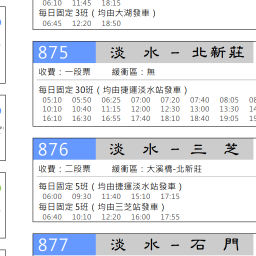 06:10 11:45 18:15
每日固定 3班 ( 均由大湖發車 )
06:45 12:20 18:50
875 淡 水 – 北新莊
收費：一段票 緩衝區：無
每日固定 30班 ( 均由捷運淡水站發車 )
05:10 05:50 06:25 07:00 07:20 07:40 08:05
10:10 10:40 11:15 12:00 12:30 13:00 13:30
16:10 16:30 16:55 17:40 18:10 18:40 19:05
876 淡 水 – 三 芝
收費：二段票 緩衝區：大溪橋-北新莊
每日固定 5班 ( 均由捷運淡水站發車 )
06:00 09:30 11:40 15:10 17:15
每日固定 5班 ( 均由三芝站發車 )
06:40 10:10 12:20 16:00 17:55
877 淡 水 – 石 門